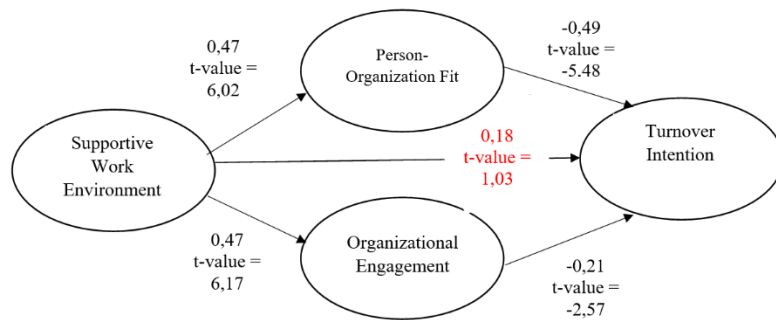 0,47
t-value =
6,02
Person-
Organization Fit
-0,49
t-value =
-5.48
Supportive
Work
Environment
0,18
t-value =
1,03
Turnover
Intention
0,47
t-value =
6,17
Organizational
Engagement
-0,21
t-value =
-2,57